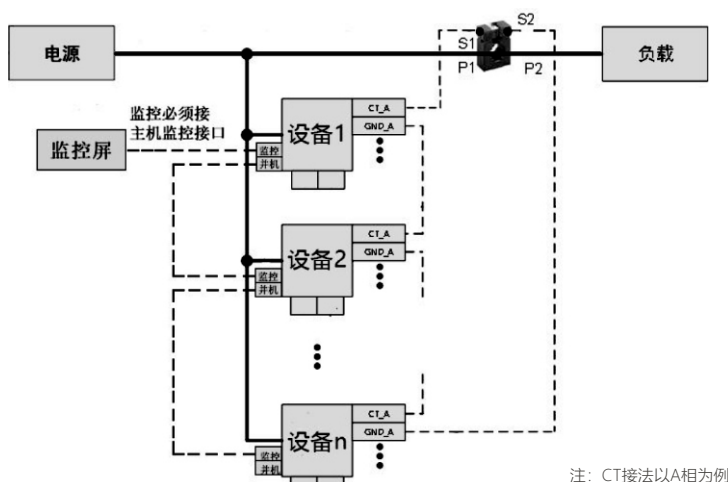 S2
S1
电源
负载
P1
P2
监控必须接
主机监控接口
CT_A
设备1
GND_A
监控屏
监控
并机
CT_A
设备2
GND_A
监控
并机
CT_A
设备n
GND_A
监控
并机
注：CT接法以A相为例